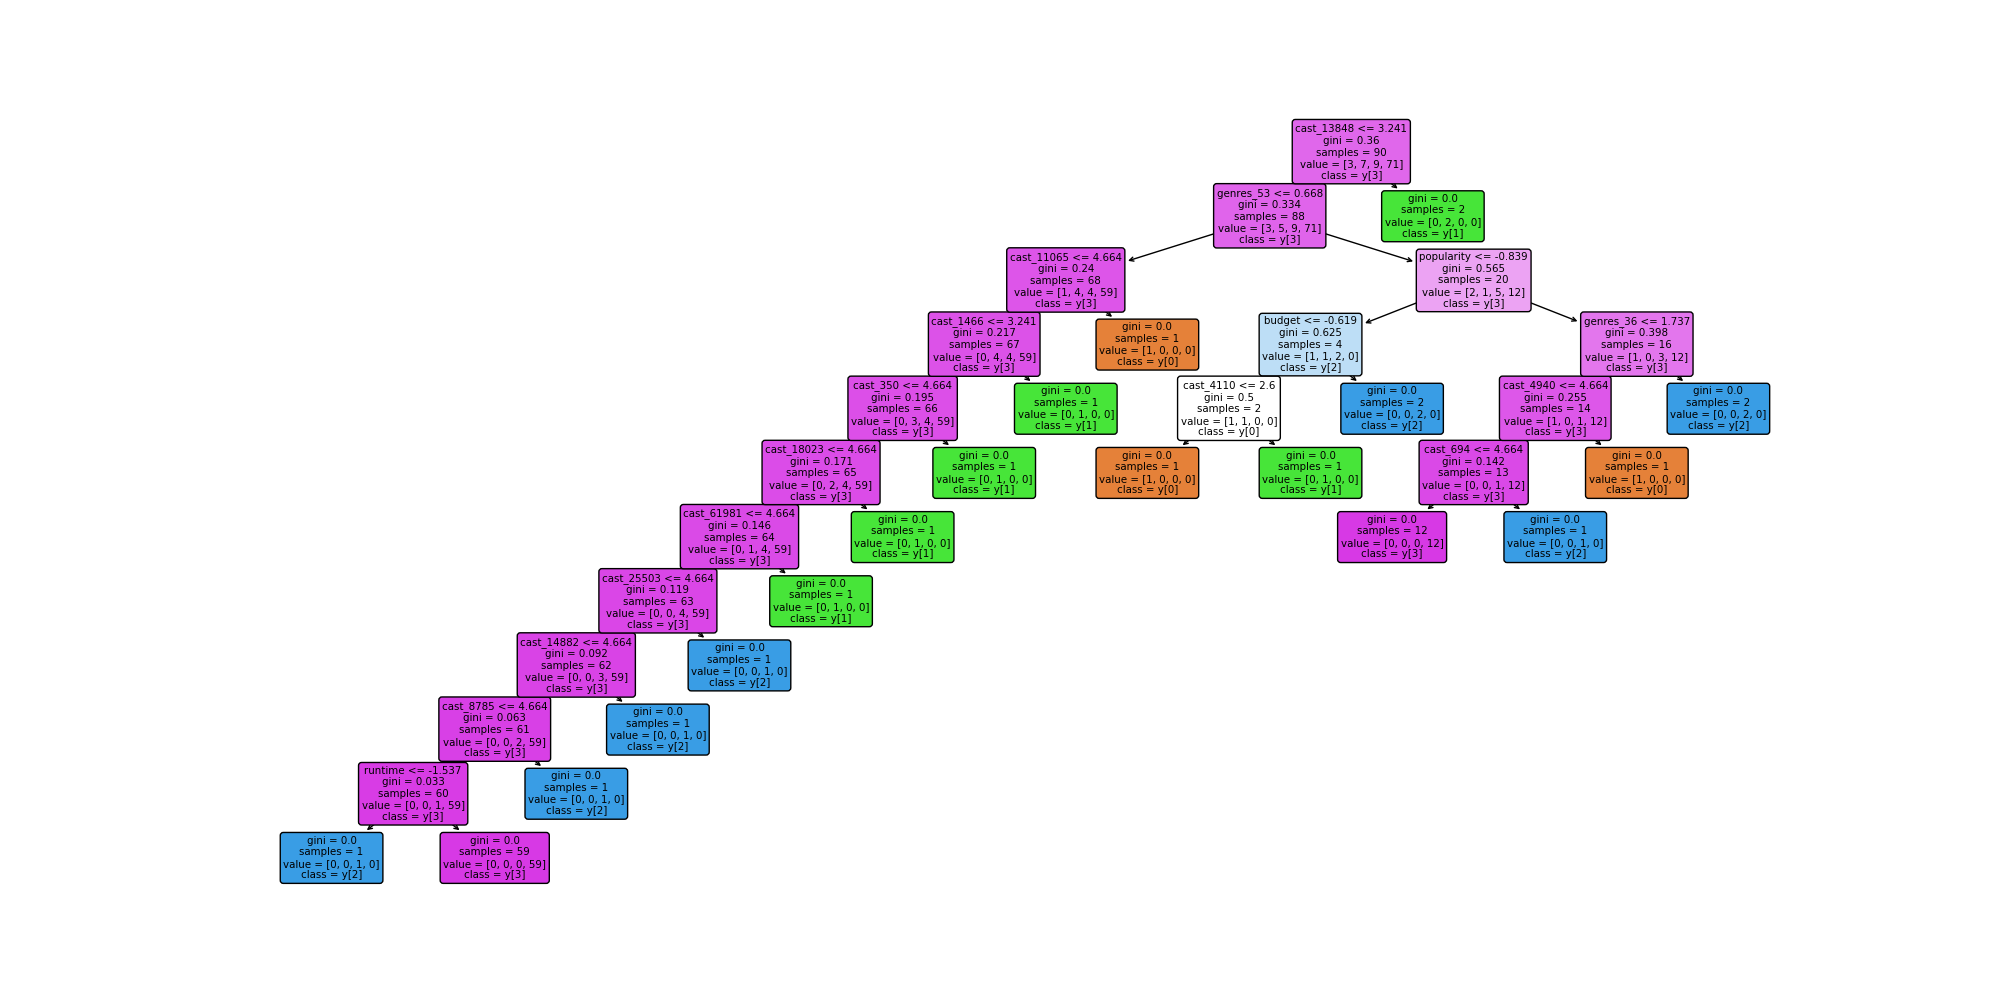 cast_13848 <= 3.241
gini = 0.36
samples = 90
value = [3, 7, 9, 71]
class = y[3]
genres_53 <= 0.668
gini = 0.334
samples = 88
value = [3, 5, 9, 71]
class = y[3]
gini = 0.0
samples = 2
value = [0, 2, 0, 0]
class = y[1]
cast_11065 <= 4.664
gini = 0.24
samples = 68
value = [1, 4, 4, 59]
class = y[3]
popularity <= -0.839
gini = 0.565
samples = 20
value = [2, 1, 5, 12]
class = y[3]
cast_1466 <= 3.241
gini = 0.217
samples = 67
value = [0, 4, 4, 59]
class = y[3]
gini = 0.0
samples = 1
value = [1, 0, 0, 0]
class = y[0]
budget <= -0.619
gini = 0.625
samples = 4
value = [1, 1, 2, 0]
class = y[2]
genres_36 <= 1.737
gini = 0.398
samples = 16
value = [1, 0, 3, 12]
class = y[3]
cast_350 <= 4.664
gini = 0.195
samples = 66
value = [0, 3, 4, 59]
class = y[3]
gini = 0.0
samples = 1
value = [0, 1, 0, 0]
class = y[1]
cast_4110 <= 2.6
gini = 0.5
samples = 2
value = [1, 1, 0, 0]
class = y[0]
gini = 0.0
samples = 2
value = [0, 0, 2, 0]
class = y[2]
cast_4940 <= 4.664
gini = 0.255
samples = 14
value = [1, 0, 1, 12]
class = y[3]
gini = 0.0
samples = 2
value = [0, 0, 2, 0]
class = y[2]
cast_18023 <= 4.664
gini = 0.171
samples = 65
value = [0, 2, 4, 59]
class = y[3]
gini = 0.0
samples = 1
value = [0, 1, 0, 0]
class = y[1]
gini = 0.0
samples = 1
value = [1, 0, 0, 0]
class = y[0]
gini = 0.0
samples = 1
value = [0, 1, 0, 0]
class = y[1]
cast_694 <= 4.664
gini = 0.142
samples = 13
value = [0, 0, 1, 12]
class = y[3]
gini = 0.0
samples = 1
value = [1, 0, 0, 0]
class = y[0]
cast_61981 <= 4.664
gini = 0.146
samples = 64
value = [0, 1, 4, 59]
class = y[3]
gini = 0.0
samples = 1
value = [0, 1, 0, 0]
class = y[1]
gini = 0.0
samples = 12
value = [0, 0, 0, 12]
class = y[3]
gini = 0.0
samples = 1
value = [0, 0, 1, 0]
class = y[2]
cast_25503 <= 4.664
gini = 0.119
samples = 63
value = [0, 0, 4, 59]
class = y[3]
gini = 0.0
samples = 1
value = [0, 1, 0, 0]
class = y[1]
cast_14882 <= 4.664
gini = 0.092
samples = 62
value = [0, 0, 3, 59]
class = y[3]
gini = 0.0
samples = 1
value = [0, 0, 1, 0]
class = y[2]
cast_8785 <= 4.664
gini = 0.063
samples = 61
value = [0, 0, 2, 59]
class = y[3]
gini = 0.0
samples = 1
value = [0, 0, 1, 0]
class = y[2]
runtime <= -1.537
gini = 0.033
samples = 60
value = [0, 0, 1, 59]
class = y[3]
gini = 0.0
samples = 1
value = [0, 0, 1, 0]
class = y[2]
gini = 0.0
samples = 1
value = [0, 0, 1, 0]
class = y[2]
gini = 0.0
samples = 59
value = [0, 0, 0, 59]
class = y[3]